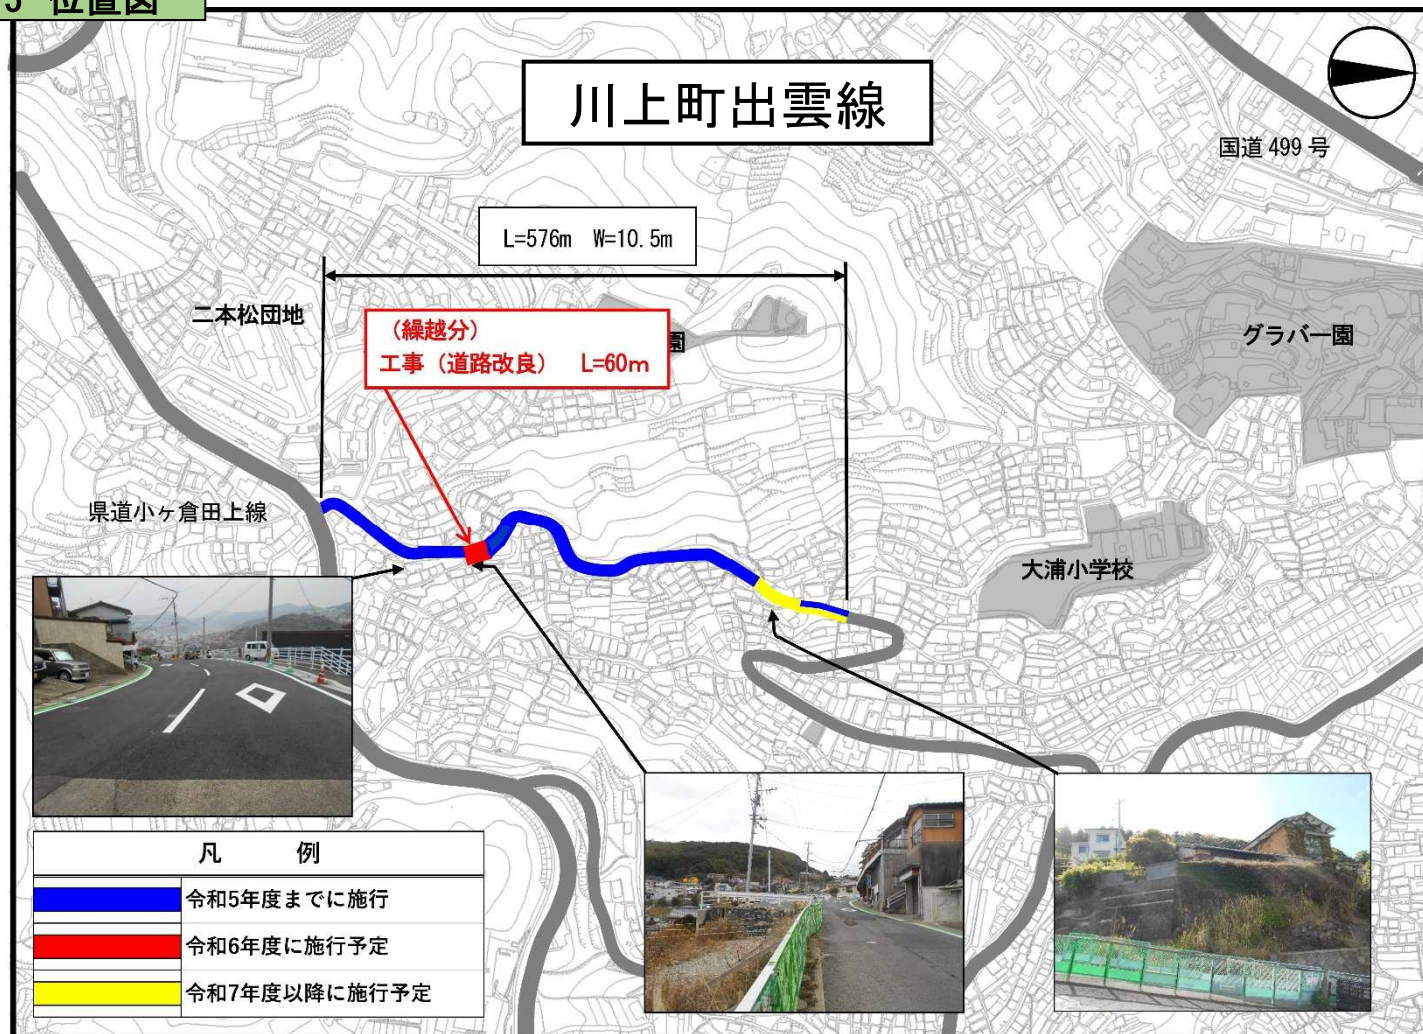 5 位置図
川上町出雲線
国道 499 号
L=576m W=10.5m
二本松団地
(繰越分)
工事（道路改良） L=60m
園
グラバー園
県道小ヶ倉田上線
大浦小学校
凡 例
令和5年度までに施行
令和6年度に施行予定
令和7年度以降に施行予定